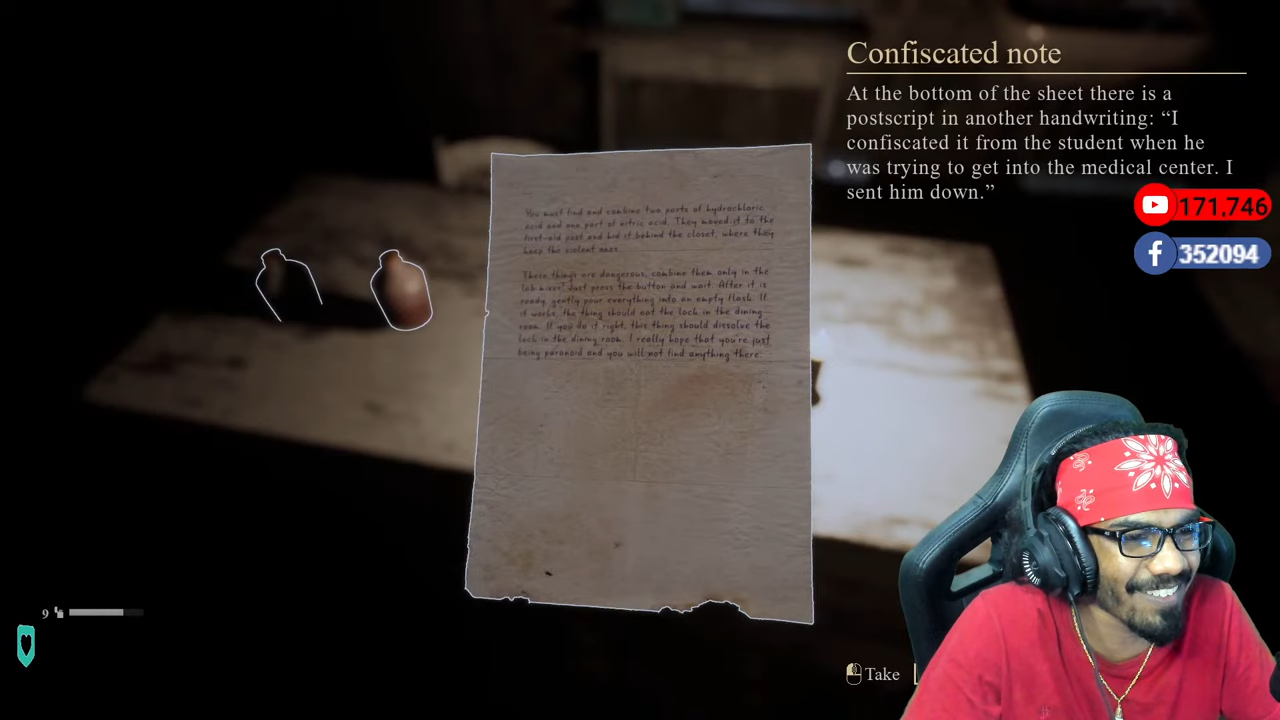 Confiscated note
At the bottom of the sheet there is a
postscript in another handwriting: “I
confiscated it from the student when he
was trying to get into the medical center. I
sent him down.”
171,746
352094
You must find and combine two parts of hydrochloric
acid and one part of nitric acid. They moved it to the
first-aid post and hid it behind the closet, where they
keep the violent ones.
These things are dangerous, combine them only in the
lab mixer. Just press the button and wait. After it is
ready, gently pour everything into an empty flask. If
it works, the thing should eat the lock in the dining
room. If you do it right, this thing should dissolve the
lock in the dining room. I really hope that you're just
being paranoid and you will not find anything there.
9
Take